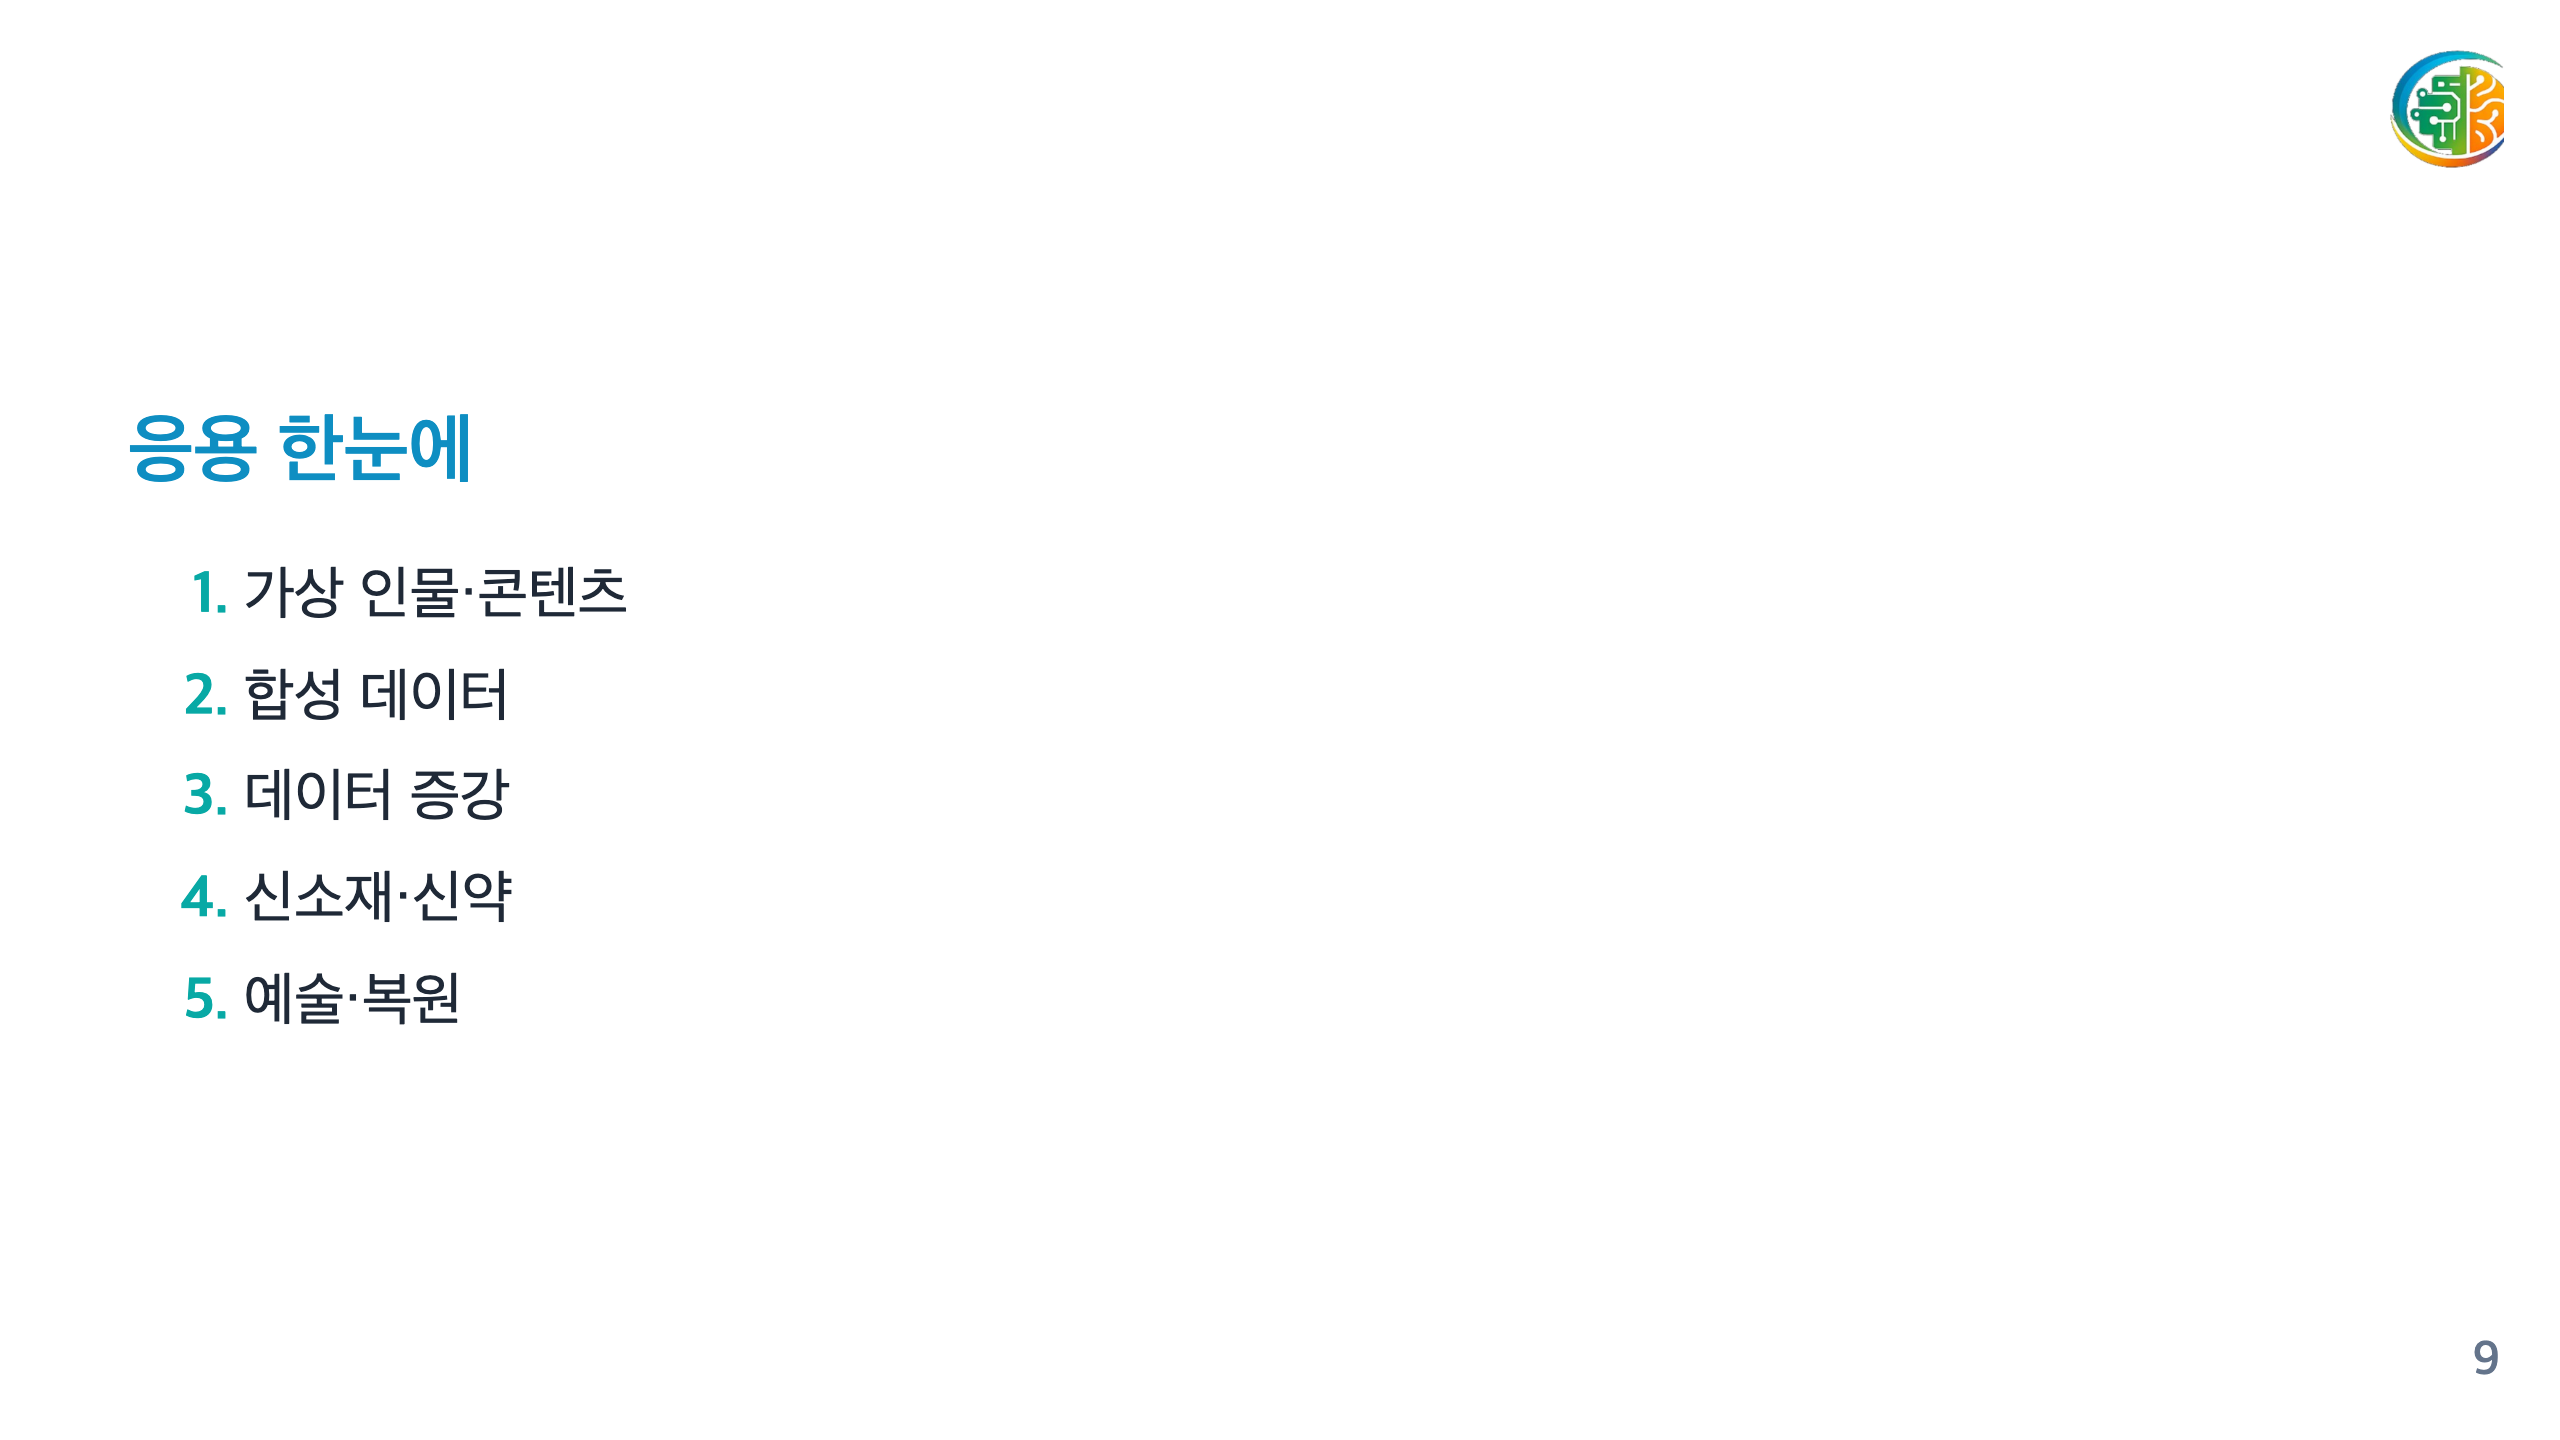 응용 한눈에
1. 가상 인물·콘텐츠
2. 합성 데이터
3. 데이터 증강
4. 신소재·신약
5. 예술·복원
9